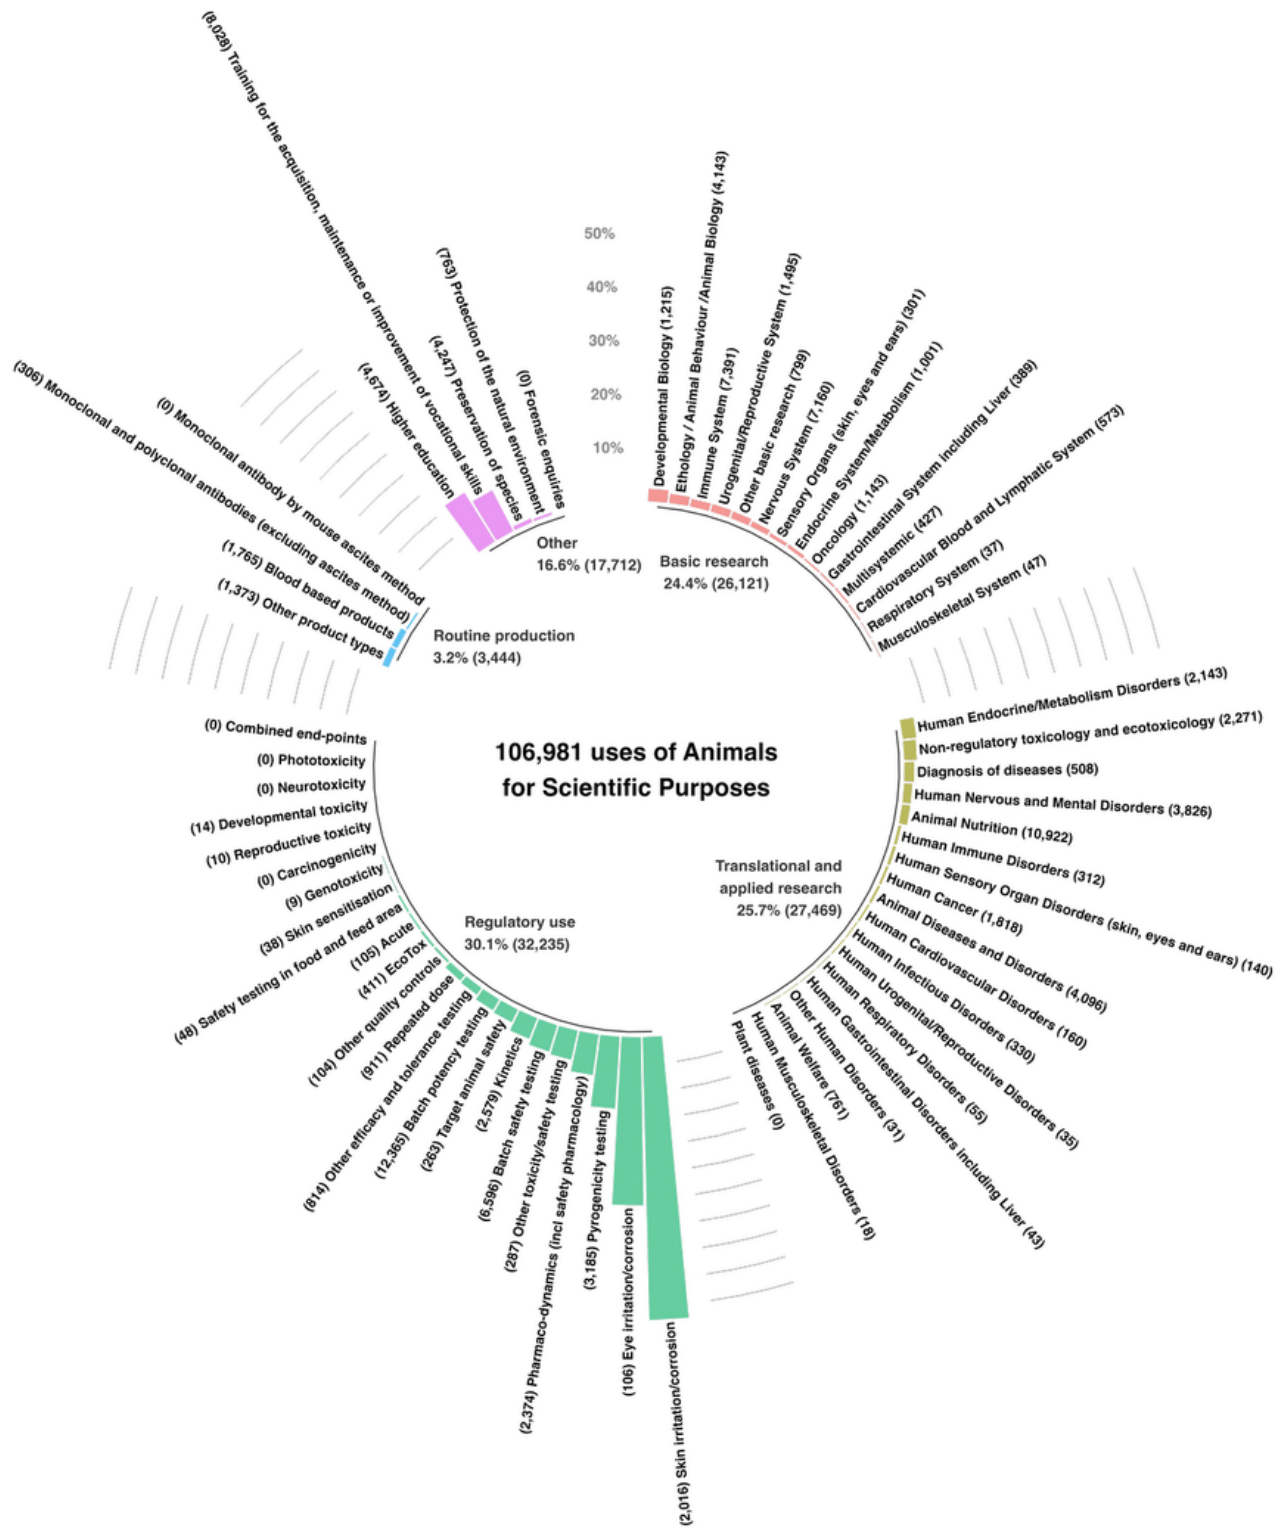 106,981 uses of Animals
for Scientific Purposes
50%
40%
30%
20%
10%
Basic research
24.4% (26,121)
Developmental Biology (1,215)
Ethology / Animal Behaviour /Animal Biology (4,143)
Immune System (7,391)
Urogenital/Reproductive System (1,495)
Other basic research (799)
Nervous System (7,160)
Sensory Organs (skin, eyes and ears) (301)
Endocrine System/Metabolism (1,001)
Oncology (1,143)
Gastrointestinal System including Liver (389)
Multisystemic (427)
Cardiovascular Blood and Lymphatic System (573)
Respiratory System (37)
Musculoskeletal System (47)
Translational and
applied research
25.7% (27,469)
Human Endocrine/Metabolism Disorders (2,143)
Non-regulatory toxicology and ecotoxicology (2,271)
Diagnosis of diseases (508)
Human Nervous and Mental Disorders (3,826)
Animal Nutrition (10,922)
Human Immune Disorders (312)
Human Sensory Organ Disorders (skin, eyes and ears) (140)
Human Cancer (1,818)
Animal Diseases and Disorders (4,096)
Human Cardiovascular Disorders (160)
Human Infectious Disorders (330)
Human Urogenital/Reproductive Disorders (35)
Human Respiratory Disorders (55)
Human Gastrointestinal Disorders including Liver (43)
Other Human Disorders (31)
Animal Welfare (761)
Human Musculoskeletal Disorders (18)
Plant diseases (0)
Regulatory use
30.1% (32,235)
(2,016) Skin irritation/corrosion
(106) Eye irritation/corrosion
(3,185) Pyrogenicity testing
(2,374) Pharmaco-dynamics (incl safety pharmacology)
(287) Other toxicity/safety testing
(6,596) Batch safety testing
(2,579) Kinetics
(263) Target animal safety
(12,365) Batch potency testing
(814) Other efficacy and tolerance testing
(911) Repeated dose
(104) Other quality controls
(411) EcoTox
(105) Acute
(48) Safety testing in food and feed area
(38) Skin sensitisation
(9) Genotoxicity
(0) Carcinogenicity
(10) Reproductive toxicity
(14) Developmental toxicity
(0) Neurotoxicity
(0) Phototoxicity
(0) Combined end-points
Routine production
3.2% (3,444)
(1,373) Other product types
(1,765) Blood based products
(306) Monoclonal and polyclonal antibodies (excluding ascites method)
(0) Monoclonal antibody by mouse ascites method
Other
16.6% (17,712)
(4,674) Higher education
(8,028) Training for the acquisition, maintenance or improvement of vocational skills
(4,247) Preservation of species
(763) Protection of the natural environment
(0) Forensic enquiries